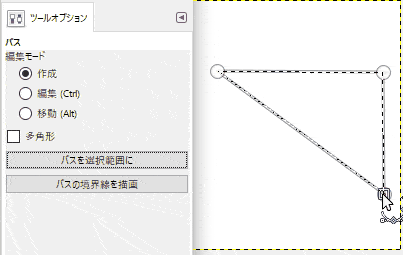 ツールオプション
パス
編集モード
作成
編集 (Ctrl)
移動 (Alt)
多角形
パスを選択範囲に
パスの境界線を描画